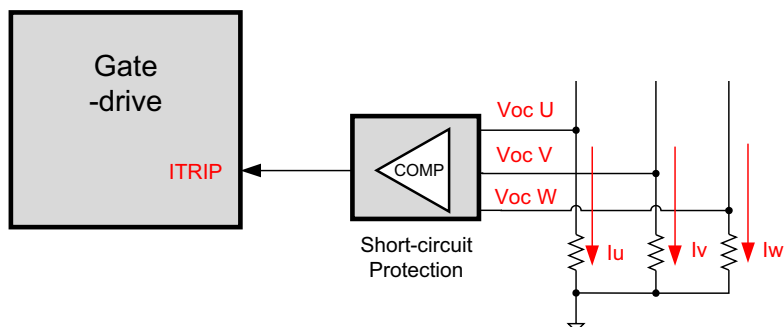 Gate
-drive
ITRIP
COMP
Short-circuit
Protection
Voc U
Voc V
Voc W
Iu
Iv
Iw